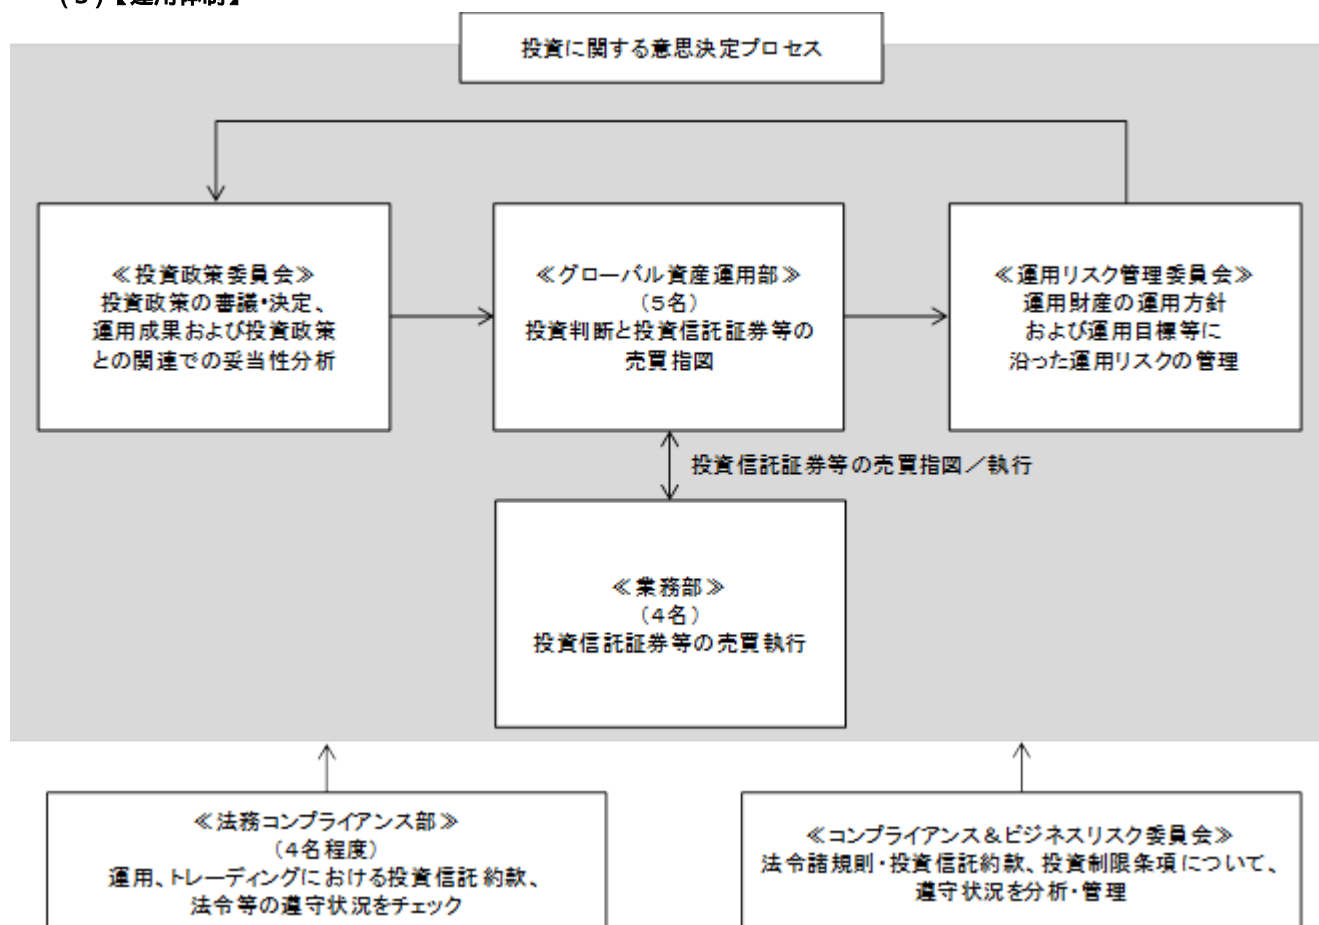 (3)【運用体制】
投資に関する意思決定プロセス
≪投資政策委員会≫
投資政策の審議・決定、
運用成果および投資政策
との関連での妥当性分析
≪グローバル資産運用部≫
(5名)
投資判断と投資信託証券等の
売買指図
≪運用リスク管理委員会≫
運用財産の運用方針
および運用目標等に
沿った運用リスクの管理
投資信託証券等の売買指図／執行
≪業務部≫
(4名)
投資信託証券等の売買執行
≪法務コンプライアンス部≫
(4名程度)
運用、トレーディングにおける投資信託約款、
法令等の遵守状況をチェック
≪コンプライアンス＆ビジネスリスク委員会≫
法令諸規則・投資信託約款、投資制限条項について、
遵守状況を分析・管理